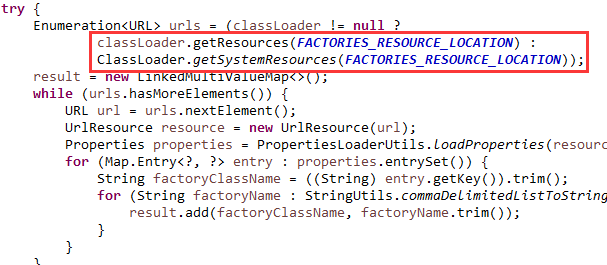 try {
Enumeration<URL> urls = (classLoader != null ?
classLoader.getResources(FACTORIES_RESOURCE_LOCATION) :
ClassLoader.getSystemResources(FACTORIES_RESOURCE_LOCATION));
result = new LinkedMultiValueMap<>();
while (urls.hasMoreElements()) {
URL url = urls.nextElement();
UrlResource resource = new UrlResource(url);
Properties properties = PropertiesLoaderUtils.loadProperties(resourc
for (Map.Entry<?, ?> entry : properties.entrySet()) {
String factoryClassName = ((String) entry.getKey()).trim();
for (String factoryName : StringUtils.commaDelimitedListToString
result.add(factoryClassName, factoryName.trim());
}
}
}